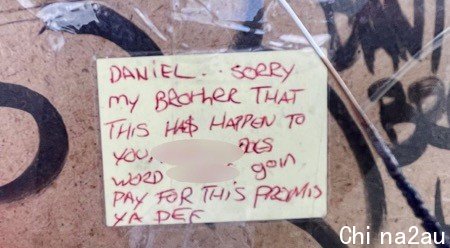 DANIEL.. SORRY
MY BROTHER THAT
THIS HAS HAPPEN TO
YOU.
WORD goin
PAY FOR THIS PROMIS
YA DEE
Chi na2au